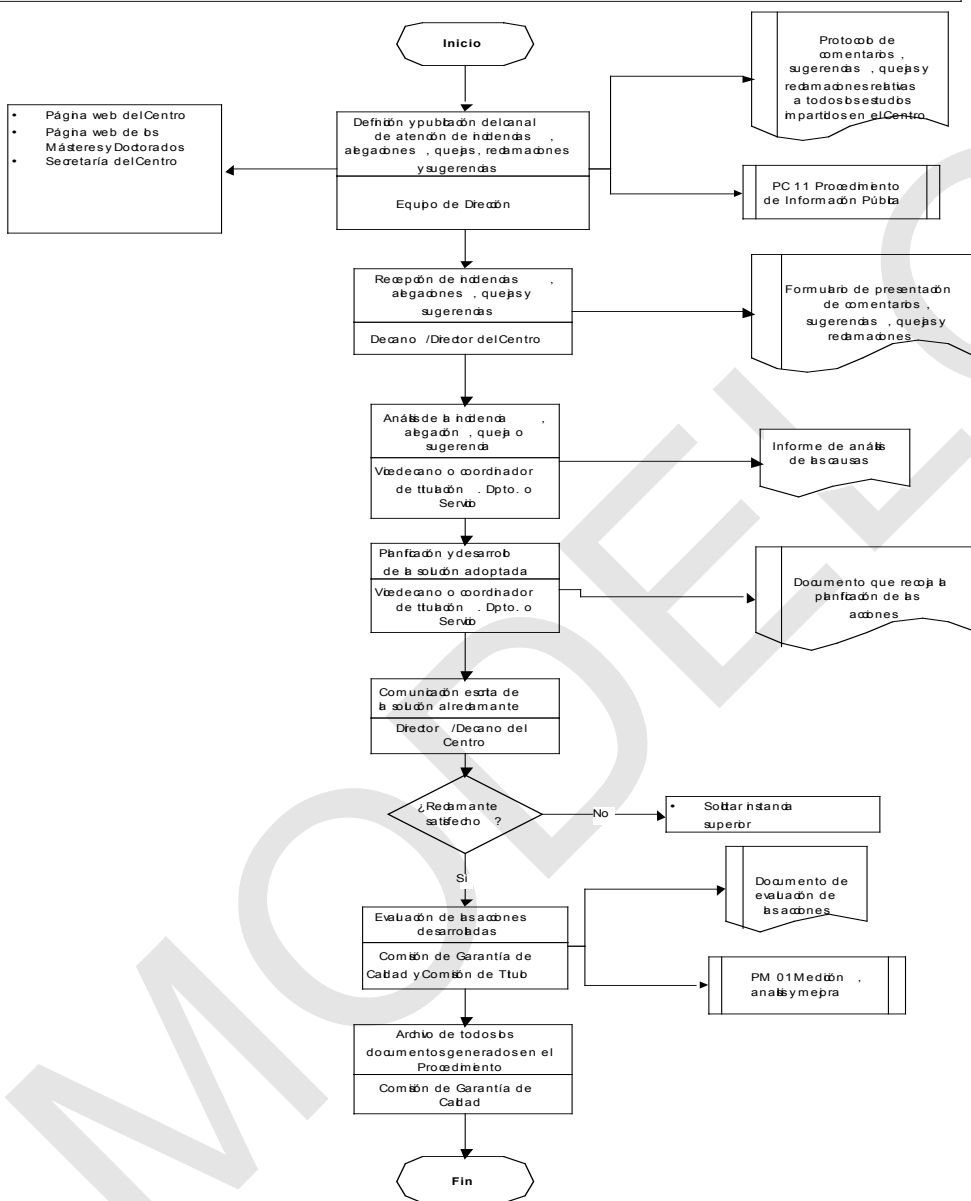 Inicio
Protocolo de
comentarios ,
sugerencias , quejas y
reclamaciones relativas
a todos los estudios
impartidos en el Centro
• Página web del Centro
• Página web de los
Másteres y Doctorados
• Secretaría del Centro
Definición y publicación del canal
de atención de incidencias ,
alegaciones , quejas, reclamaciones
y sugerencias
Equipo de Dirección
PC 11 Procedimiento
de Información Pública
Recepción de incidencias ,
alegaciones , quejas y
sugerencias
Decano /Director del Centro
Formulario de presentación
de comentarios ,
sugerencias , quejas y
reclamaciones
Análisis de la incidencia ,
alegación , queja o
sugerencia
Vicedecano o coordinador
de titulación . Dpto. o
Servicio
Informe de análisis
de las causas
Planificación y desarrollo
de la solución adoptada
Vicedecano o coordinador
de titulación . Dpto. o
Servicio
Documento que recoja la
planificación de las
acciones
Comunicación escrita de
la solución al reclamante
Director /Decano del
Centro
¿Reclamante
satisfecho ?
No
• Solicitar instancia
superior
Sí
Documento de
evaluación de
las acciones
Evaluación de las acciones
desarrolladas
Comisión de Garantía de
Calidad y Comisión de Título
PM 01 Medición ,
analisis y mejora
Archivo de todos los
documentos generados en el
Procedimiento
Comisión de Garantía de
Calidad
Fin
MODELO